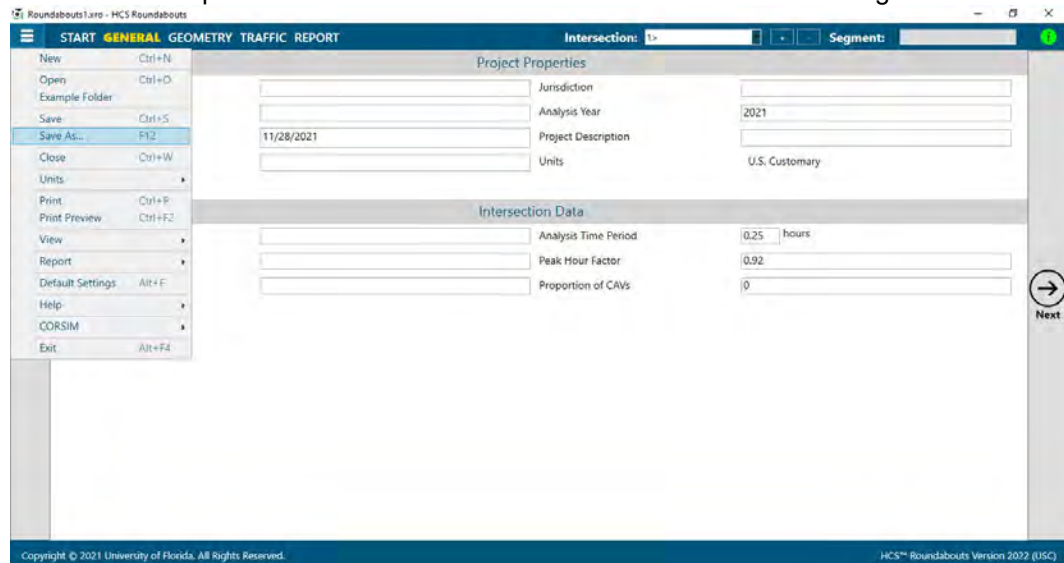 Roundabouts1.xro - HCS Roundabouts
START GENERAL GEOMETRY TRAFFIC REPORT Intersection: 1> Segment:
New Ctrl+N
Open Ctrl+O
Example Folder
Save Ctrl+S
Save As... F12
Close Ctrl+W
Units
Print Ctrl+P
Print Preview Ctrl+F2
View
Report
Default Settings Alt+F
Help
CORSIM
Exit Alt+F4
Project Properties
Jurisdiction
Analysis Year 2021
11/28/2021 Project Description
Units U.S. Customary
Intersection Data
Analysis Time Period 0.25 hours
Peak Hour Factor 0.92
Proportion of CAVs 0
Next
Copyright © 2021 University of Florida. All Rights Reserved. HCS™ Roundabouts Version 2022 (USC)